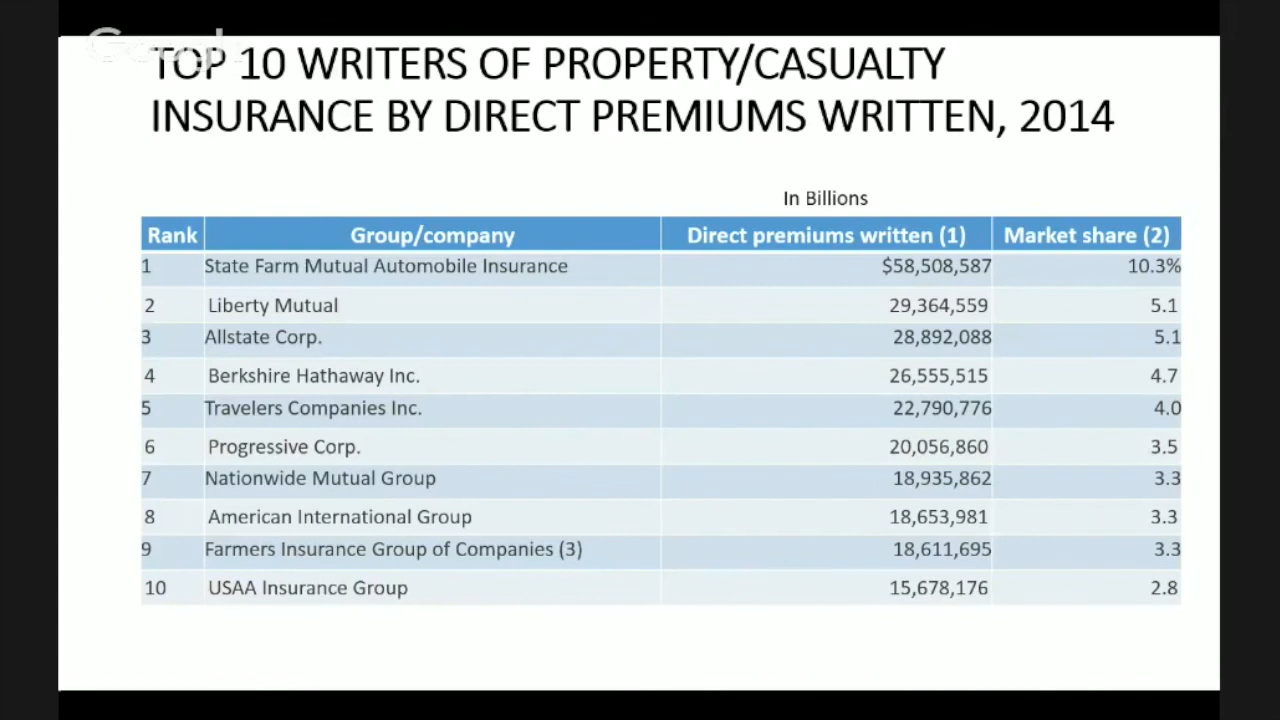 Google
TOP 10 WRITERS OF PROPERTY/CASUALTY
INSURANCE BY DIRECT PREMIUMS WRITTEN, 2014
In Billions
Rank Group/company Direct premiums written (1) Market share (2)
1 State Farm Mutual Automobile Insurance $58,508,587 10.3%
2 Liberty Mutual 29,364,559 5.1
3 Allstate Corp. 28,892,088 5.1
4 Berkshire Hathaway Inc. 26,555,515 4.7
5 Travelers Companies Inc. 22,790,776 4.0
6 Progressive Corp. 20,056,860 3.5
7 Nationwide Mutual Group 18,935,862 3.3
8 American International Group 18,653,981 3.3
9 Farmers Insurance Group of Companies (3) 18,611,695 3.3
10 USAA Insurance Group 15,678,176 2.8